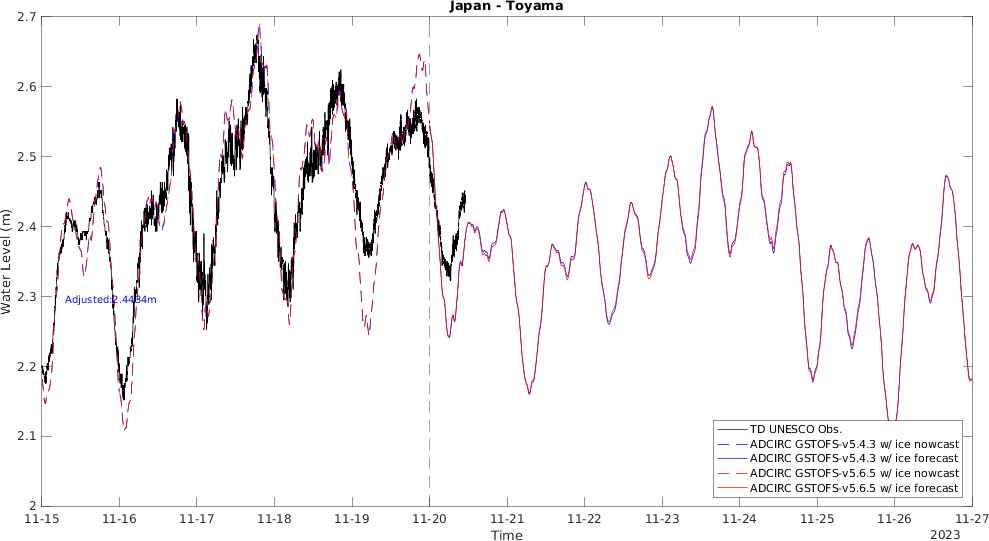 Japan - Toyama
Water Level (m)
2.7
2.6
2.5
2.4
2.3
2.2
2.1
2
Adjusted:2.4434m
TD UNESCO Obs.
ADCIRC GSTOFS-v5.4.3 w/ ice nowcast
ADCIRC GSTOFS-v5.4.3 w/ ice forecast
ADCIRC GSTOFS-v5.6.5 w/ ice nowcast
ADCIRC GSTOFS-v5.6.5 w/ ice forecast
11-15 11-16 11-17 11-18 11-19 11-20 11-21 11-22 11-23 11-24 11-25 11-26 11-27
Time
2023